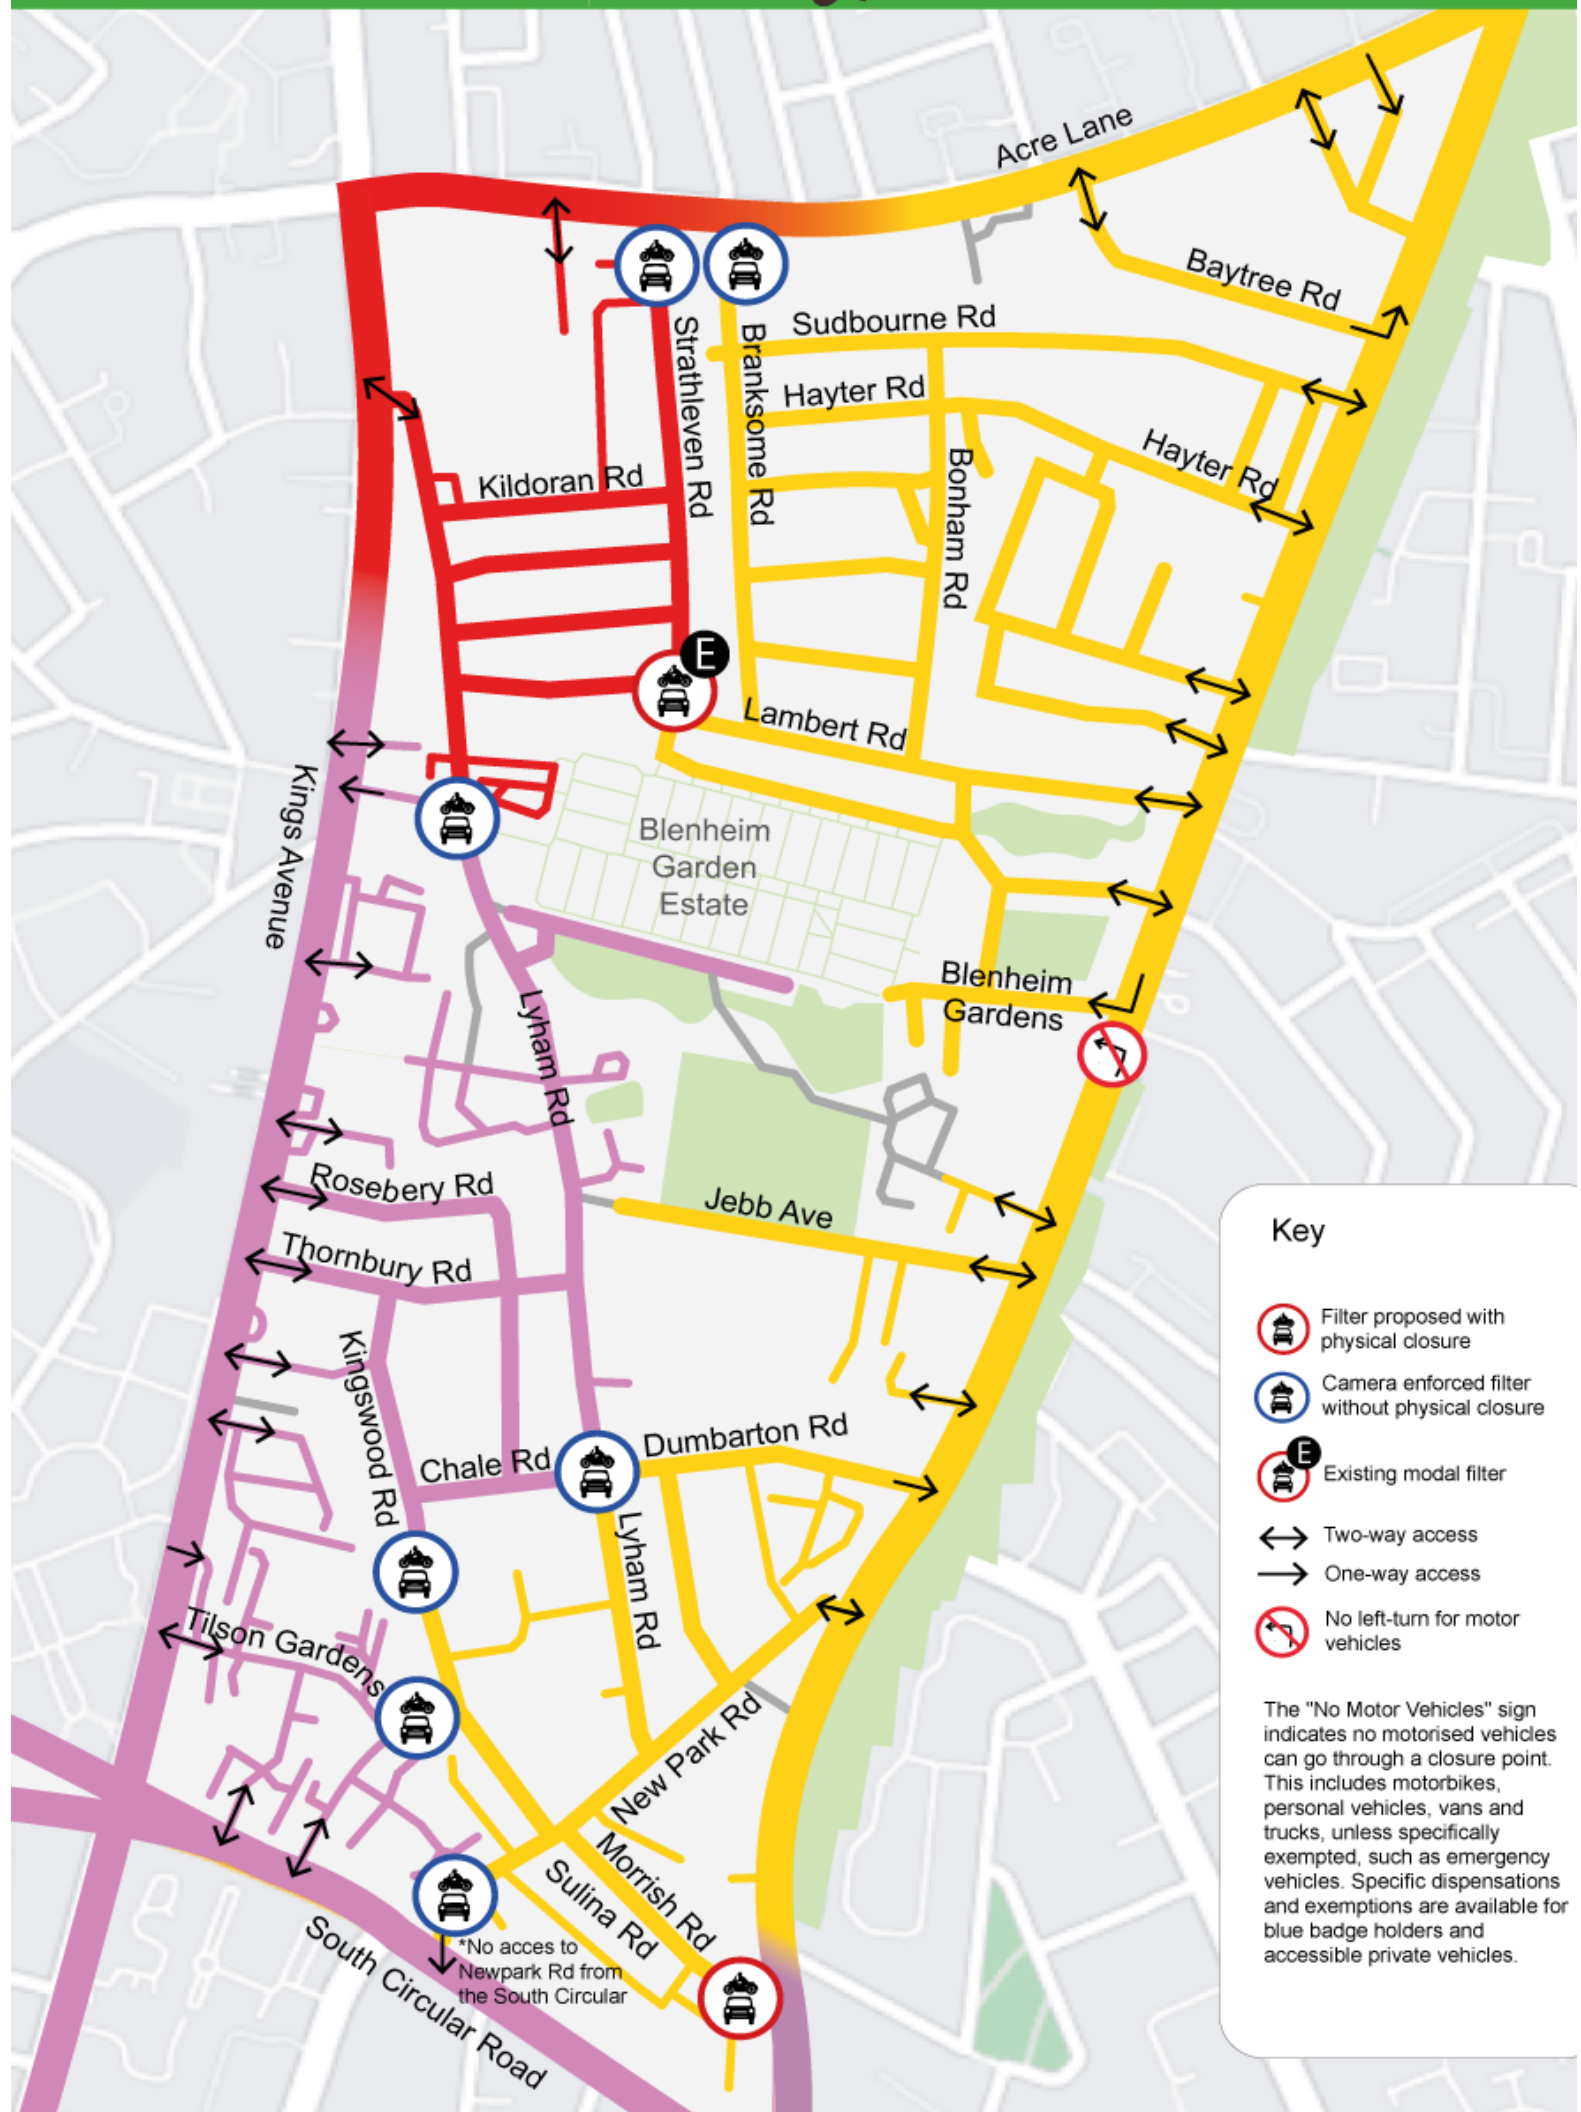 Acre Lane
Baytree Rd
Sudbourne Rd
Strathleven Rd
Branksome Rd
Hayter Rd
Hayter Rd
Kildoran Rd
Bonham Rd
E
Lambert Rd
Kings Avenue
Blenheim
Garden
Estate
Blenheim
Gardens
Lyham Rd
Rosebery Rd
Jebb Ave
Thornbury Rd
Kingswood Rd
Chale Rd
Dumbarton Rd
Lyham Rd
Tilson Gardens
New Park Rd
Morrish Rd
Sulina Rd
*No acces to
Newpark Rd from
the South Circular
South Circular Road
Key
Filter proposed with
physical closure
Camera enforced filter
without physical closure
E
Existing modal filter
Two-way access
One-way access
No left-turn for motor
vehicles
The "No Motor Vehicles" sign
indicates no motorised vehicles
can go through a closure point.
This includes motorbikes,
personal vehicles, vans and
trucks, unless specifically
exempted, such as emergency
vehicles. Specific dispensations
and exemptions are available for
blue badge holders and
accessible private vehicles.